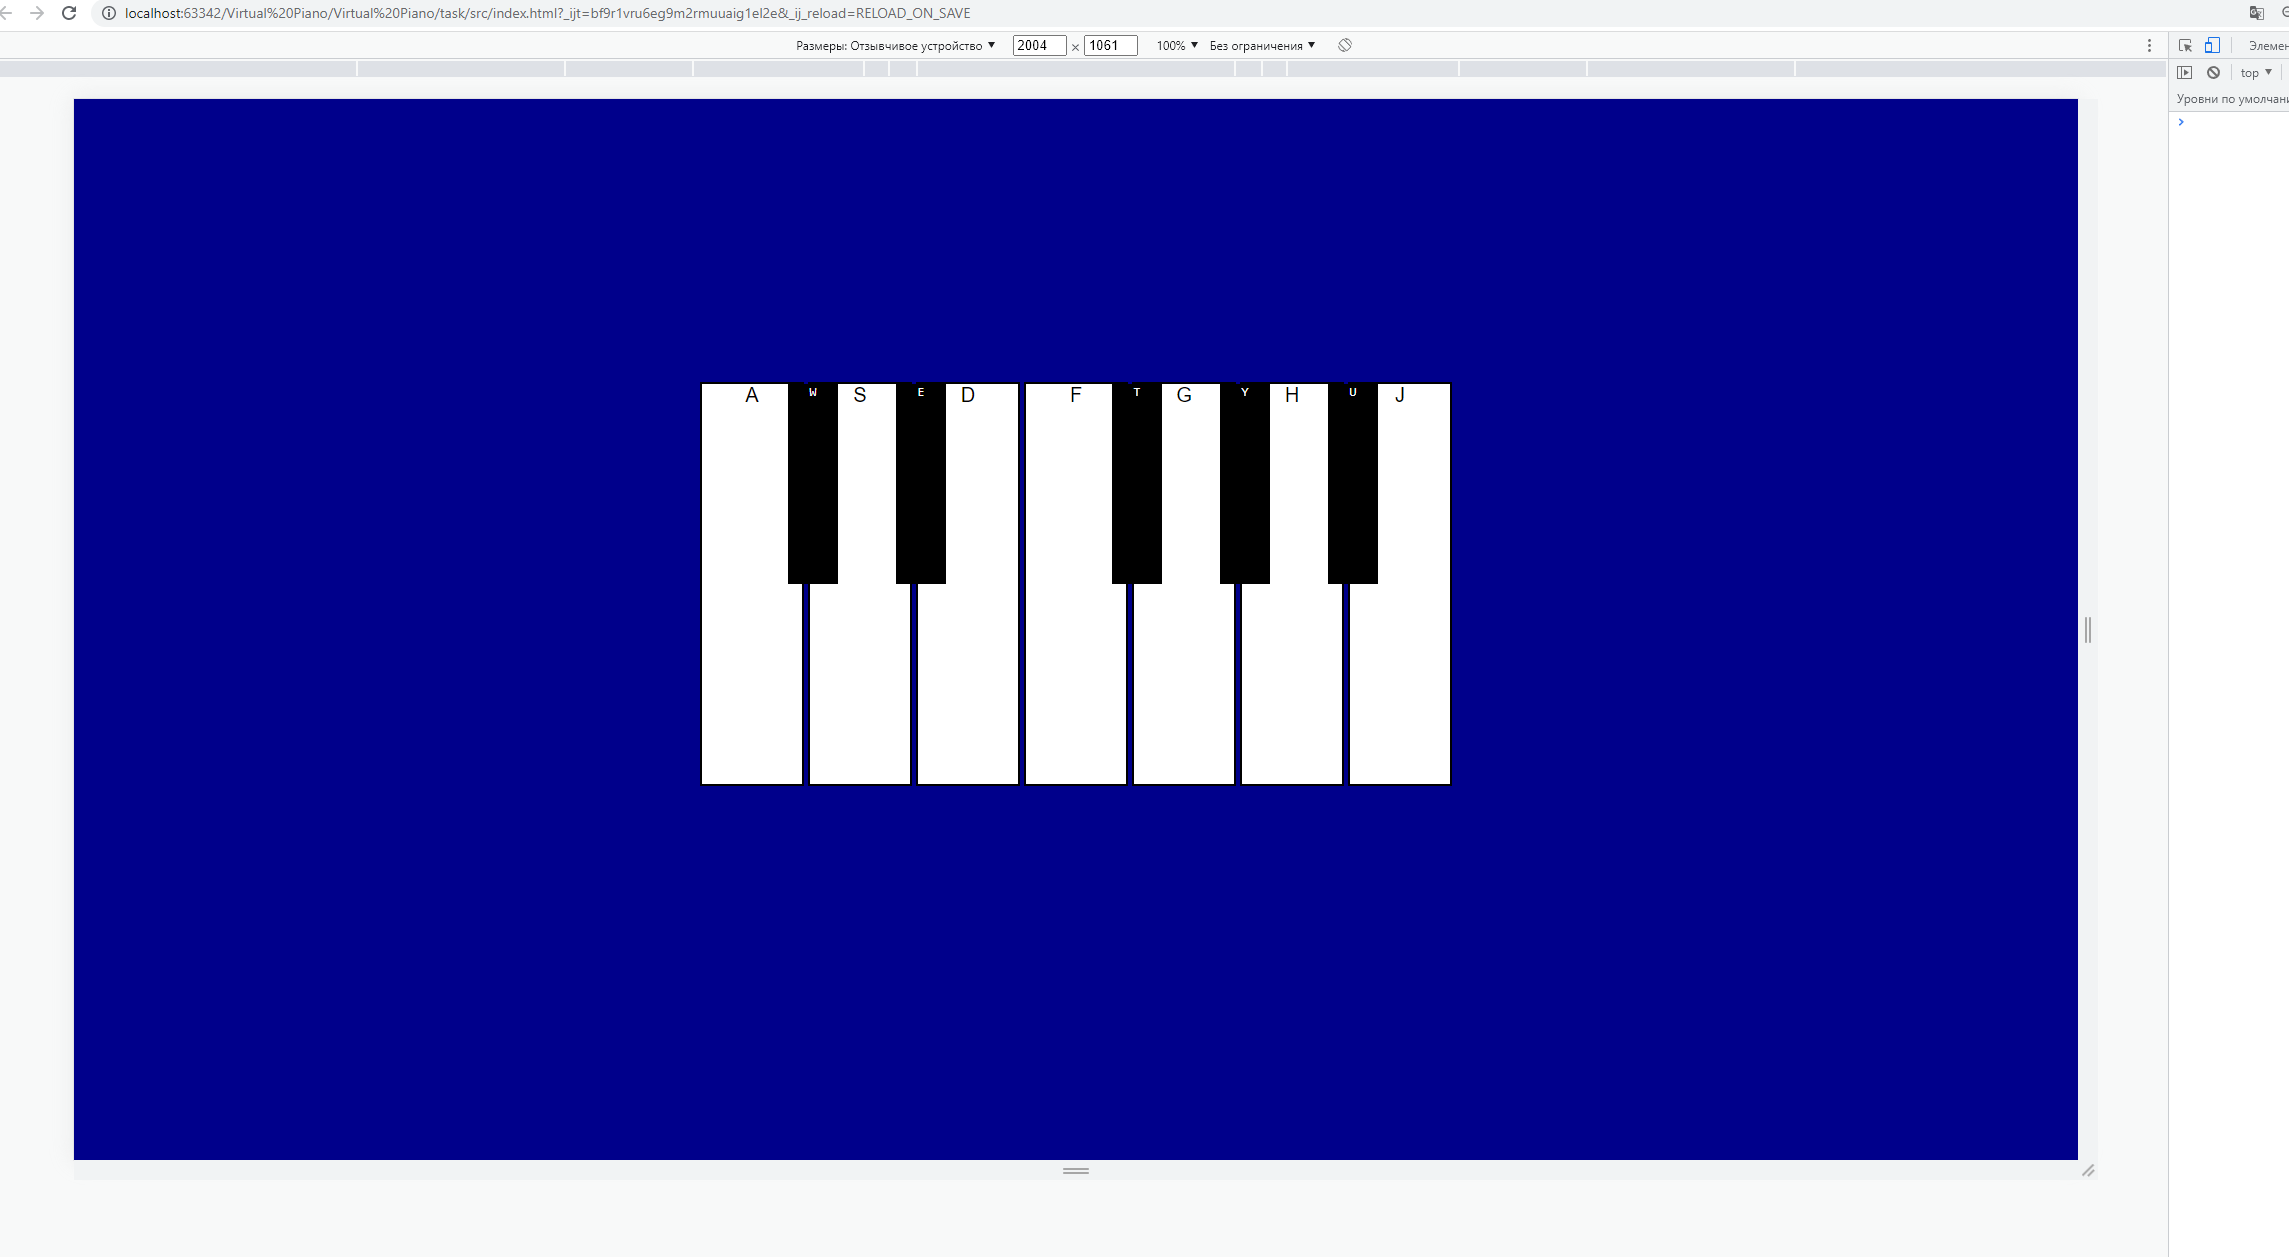 localhost:63342/Virtual%20Piano/Virtual%20Piano/task/src/index.html?_ijt=bf9r1vru6eg9m2rmuuaig1el2e&_ij_reload=RELOAD_ON_SAVE
Размеры: Отзывчивое устройство 2004 × 1061 100% Без ограничения
Элемен
top
Уровни по умолчани
A W S E D F T G Y H U J